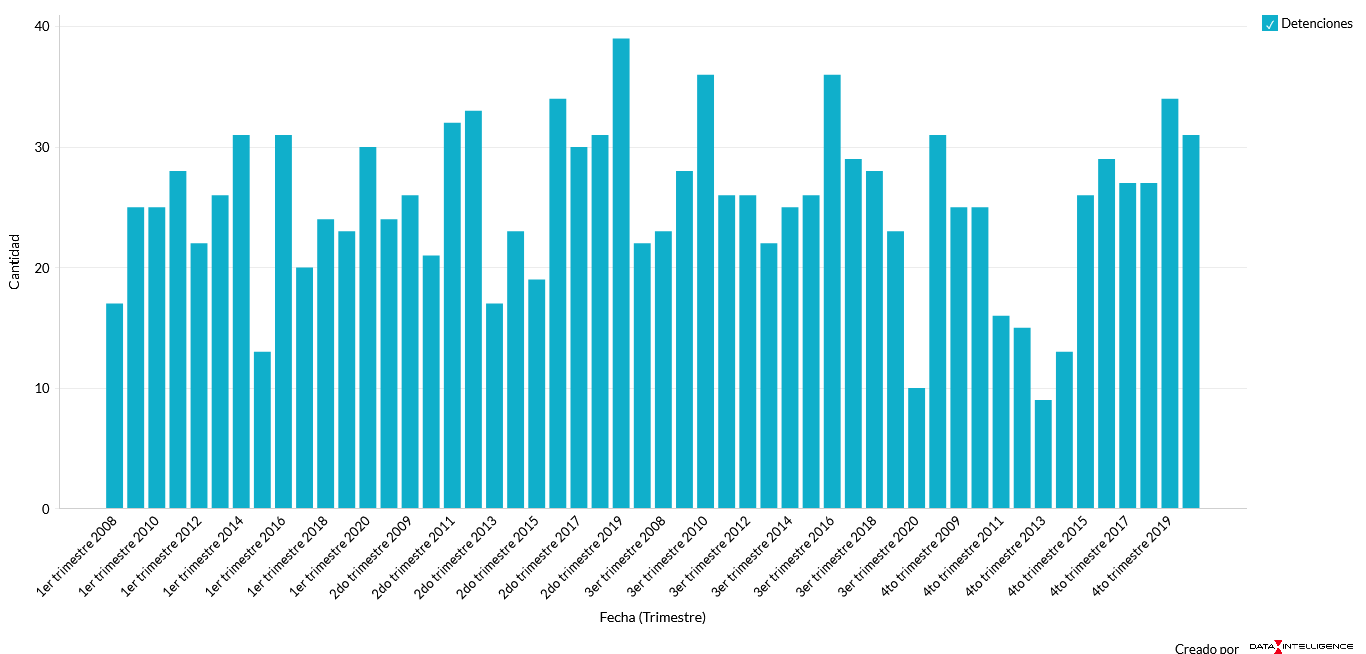 Detenciones
40
30
20
10
0
Cantidad
1er trimestre 2008
1er trimestre 2010
1er trimestre 2012
1er trimestre 2014
1er trimestre 2016
1er trimestre 2018
1er trimestre 2020
2do trimestre 2009
2do trimestre 2011
2do trimestre 2013
2do trimestre 2015
2do trimestre 2017
2do trimestre 2019
3er trimestre 2008
3er trimestre 2010
3er trimestre 2012
3er trimestre 2014
3er trimestre 2016
3er trimestre 2018
3er trimestre 2020
4to trimestre 2009
4to trimestre 2011
4to trimestre 2013
4to trimestre 2015
4to trimestre 2017
4to trimestre 2019
Fecha (Trimestre)
Creado por DATA INTELLIGENCE